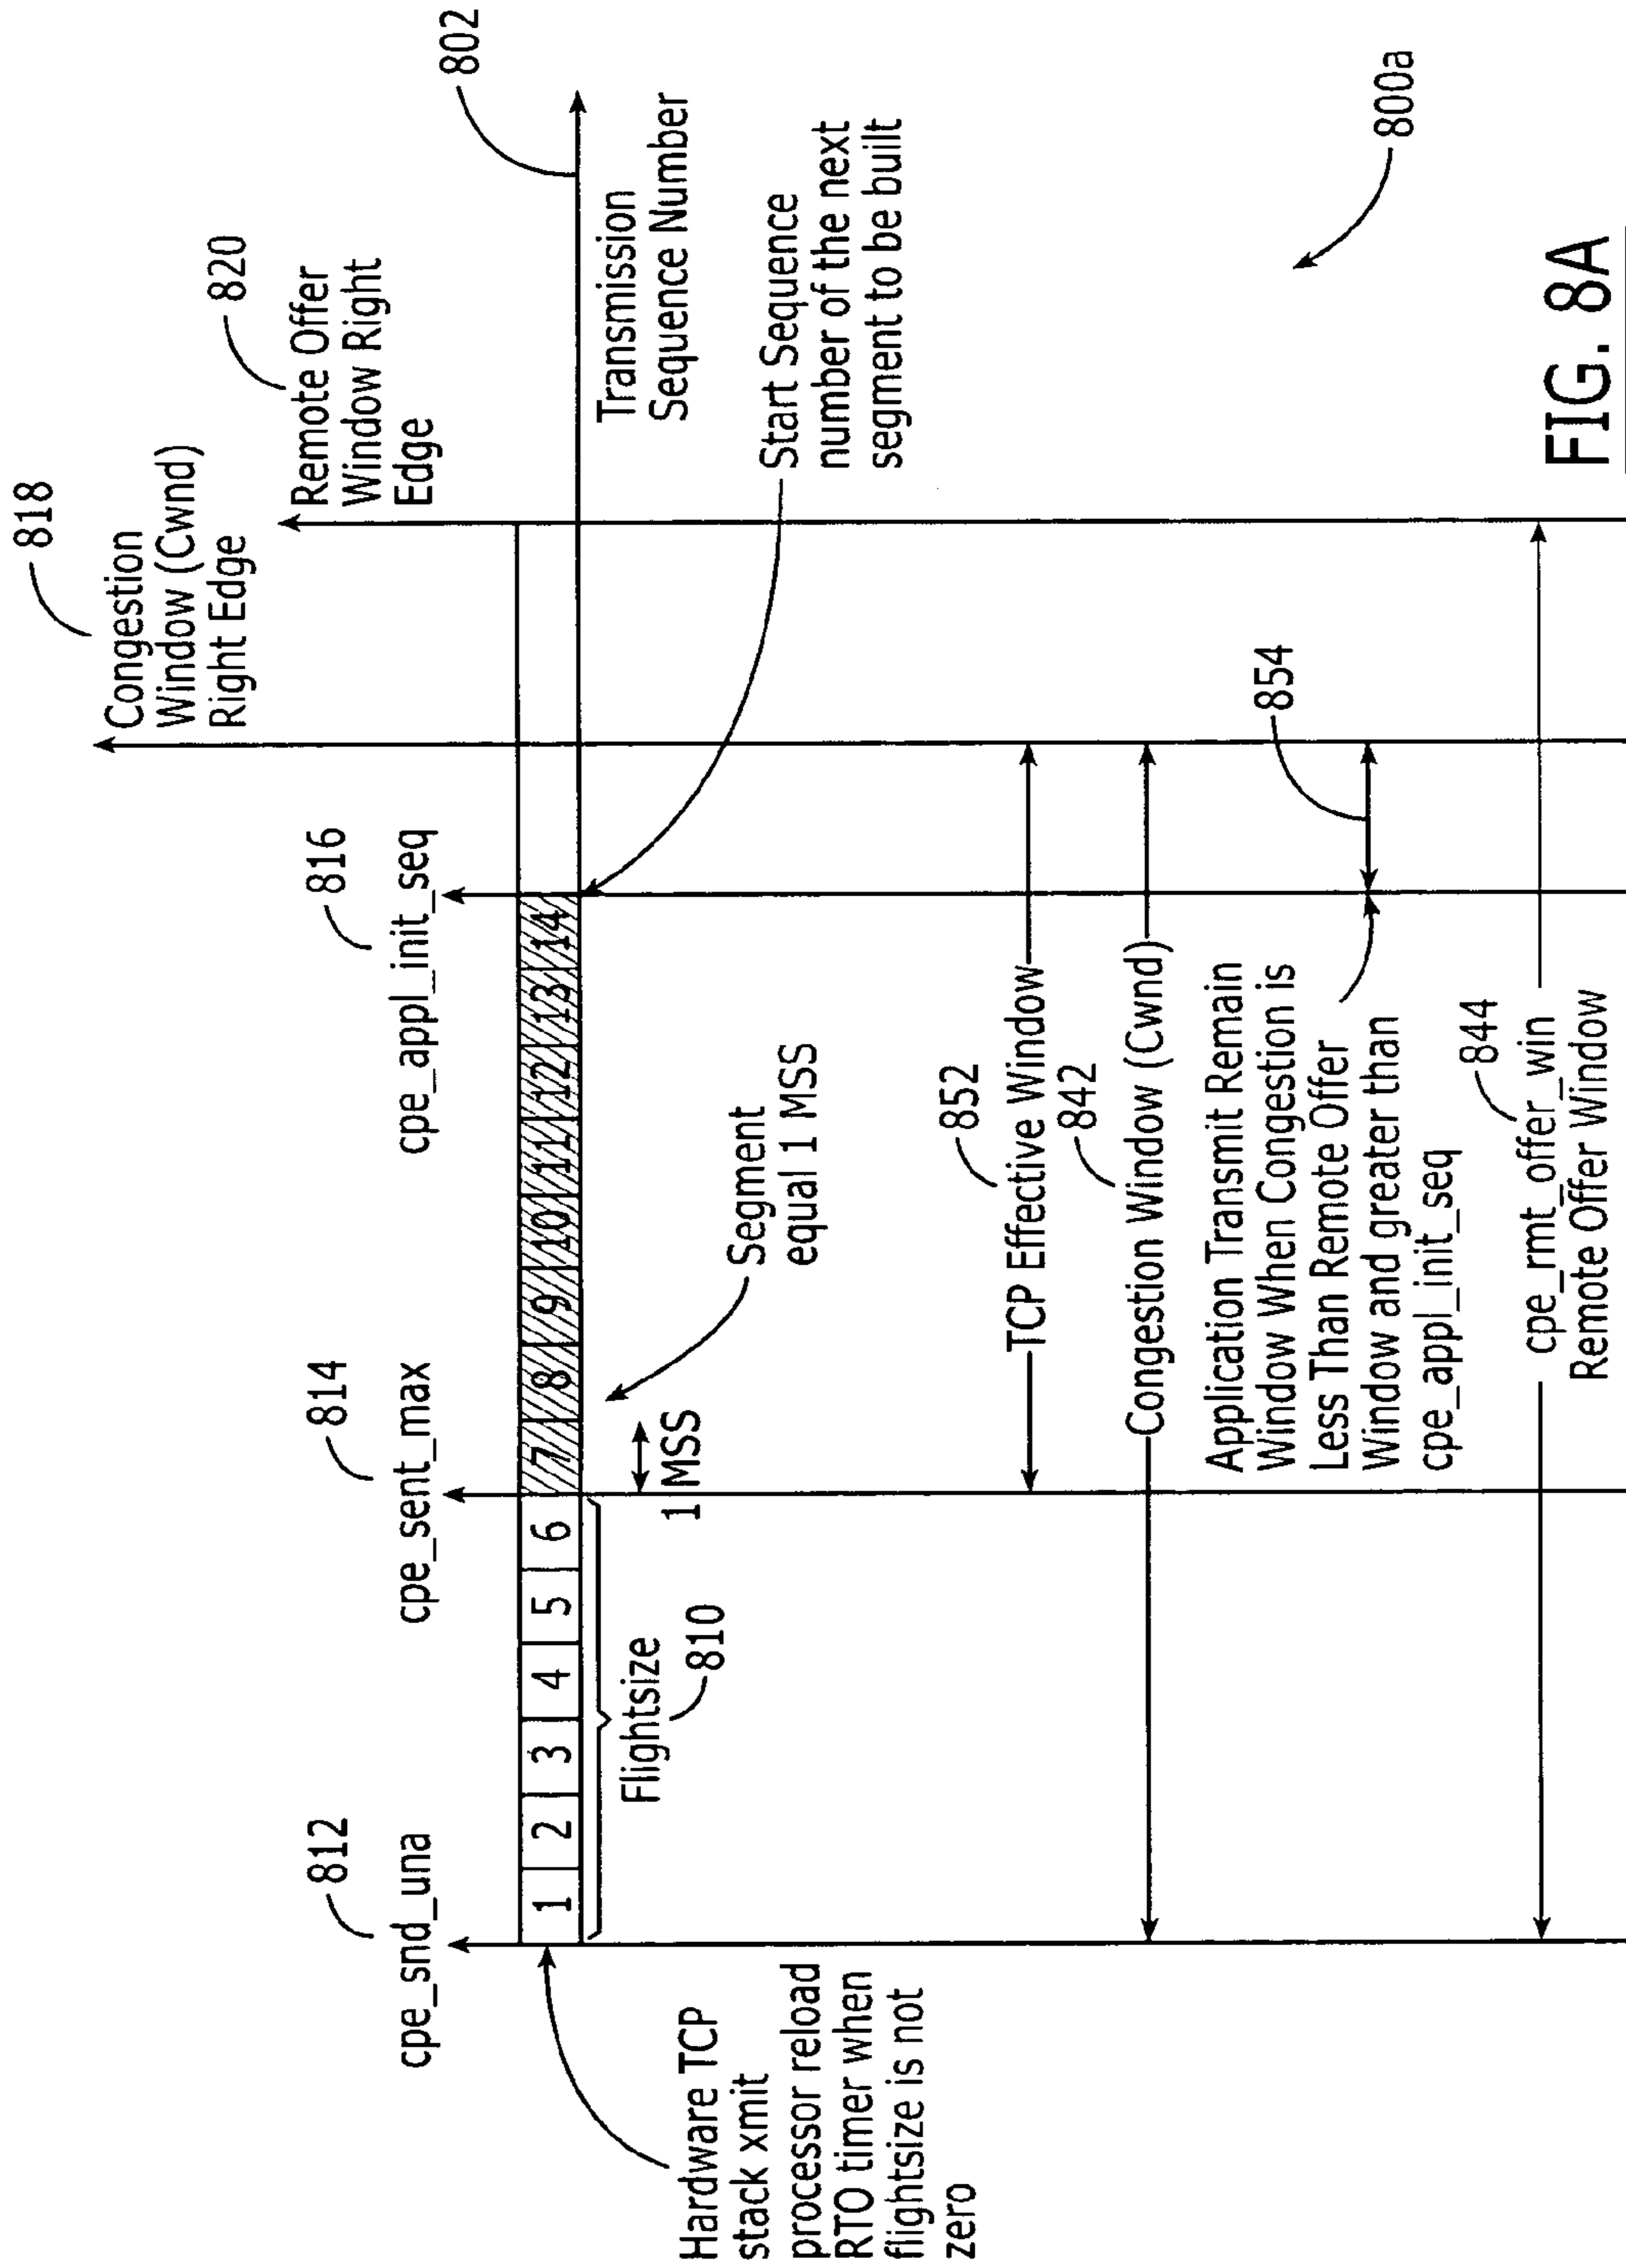 818
Congestion
Window (Cwnd)
Right Edge
820
Remote Offer
Window Right
Edge
812
cpe_snd_una
814
cpe_sent_max
816
cpe_appl_init_seq
802
1 2 3 4 5 6 7 8 9 10 11 12 13 14
Transmission
Sequence Number
Flightsize
810
1 MSS
Segment
equal 1 MSS
Start Sequence
number of the next
segment to be built
Hardware TCP
stack xmit
processor reload
RTO timer when
flightsize is not
zero
852
TCP Effective Window
842
Congestion Window (Cwnd)
Application Transmit Remain
Window When Congestion is
Less Than Remote Offer
Window and greater than
cpe_appl_init_seq
854
844
cpe_rmt_offer_win
Remote Offer Window
800a
FIG. 8A